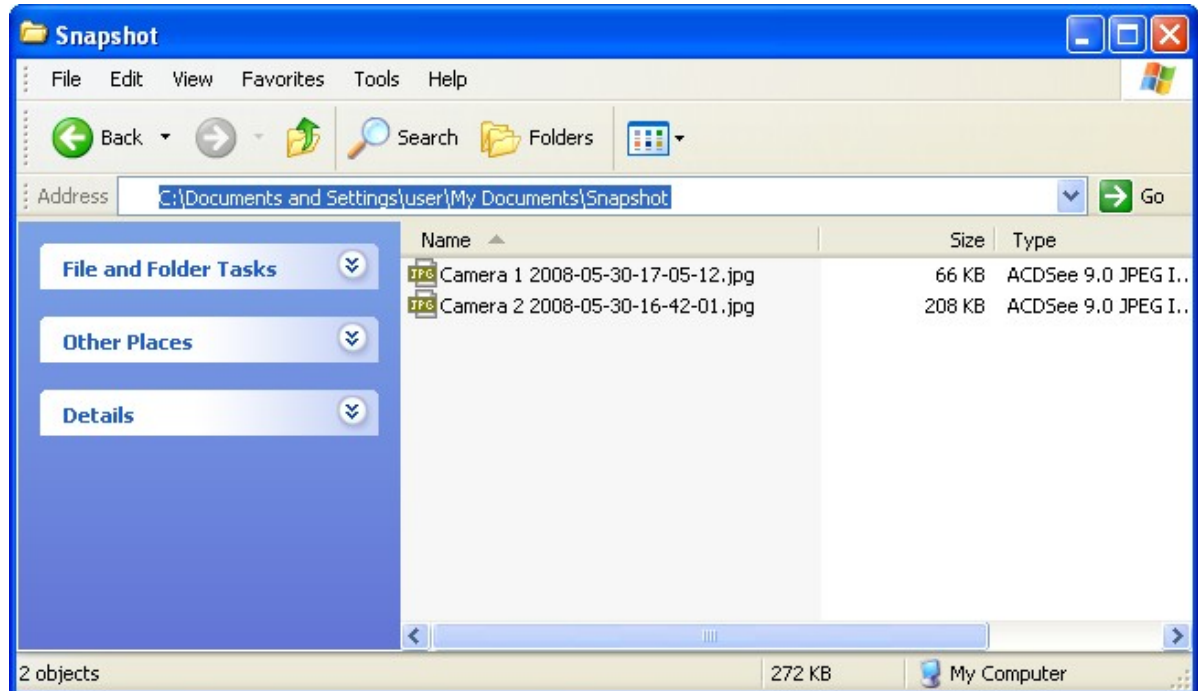 Snapshot
File Edit View Favorites Tools Help
Back Search Folders
Address C:\Documents and Settings\user\My Documents\Snapshot Go
Name Size Type
File and Folder Tasks
JPG Camera 1 2008-05-30-17-05-12.jpg 66 KB ACDSee 9.0 JPEG I..
JPG Camera 2 2008-05-30-16-42-01.jpg 208 KB ACDSee 9.0 JPEG I..
Other Places
Details
2 objects 272 KB My Computer